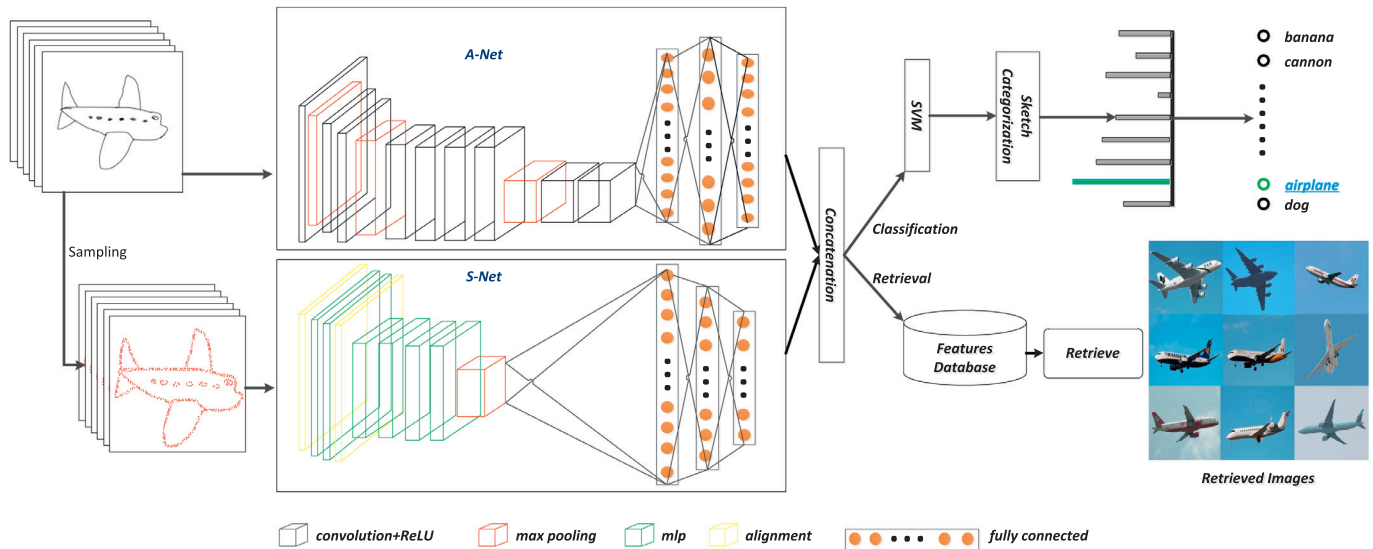 A-Net
Sampling
S-Net
Concatenation
Classification
Retrieval
SVM
Sketch
Categorization
banana
cannon
airplane
dog
Features
Database
Retrieve
Retrieved Images
convolution+ReLU
max pooling
mlp
alignment
fully connected